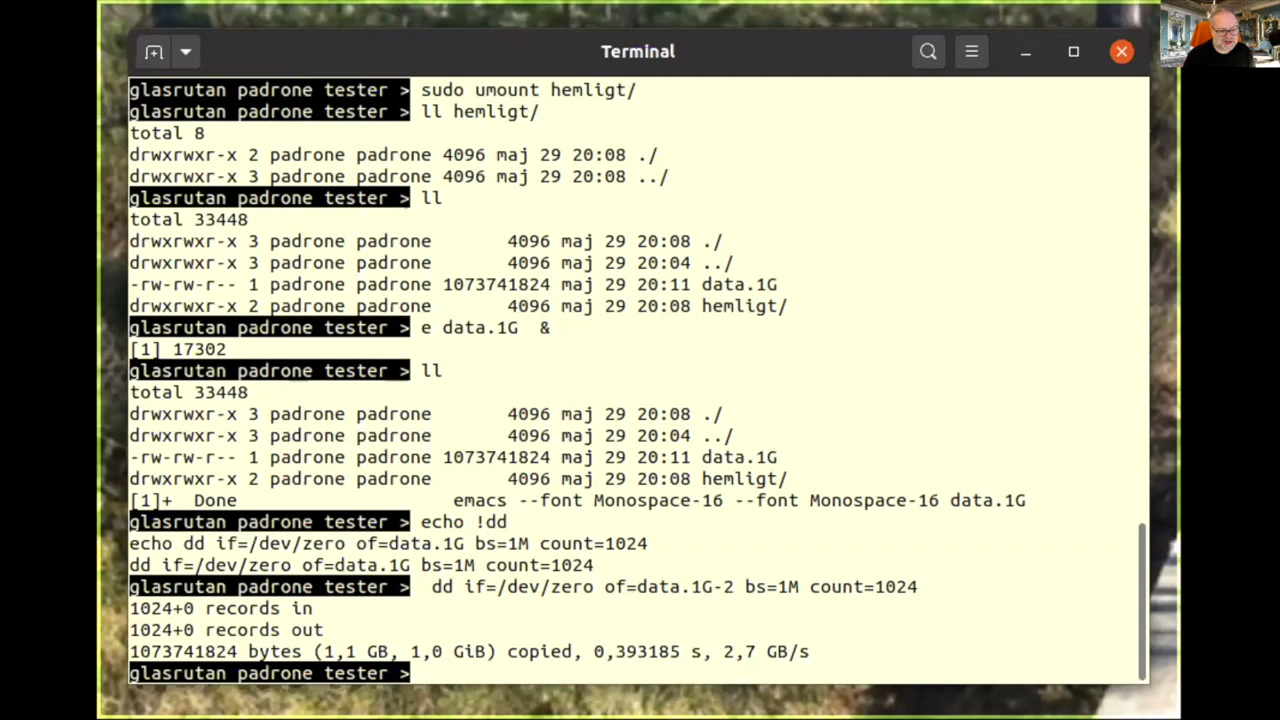 Terminal
glasrutan padrone tester > sudo umount hemligt/
glasrutan padrone tester > ll hemligt/
total 8
drwxrwxr-x 2 padrone padrone 4096 maj 29 20:08 ./
drwxrwxr-x 3 padrone padrone 4096 maj 29 20:08 ../
glasrutan padrone tester > ll
total 33448
drwxrwxr-x 3 padrone padrone       4096 maj 29 20:08 ./
drwxrwxr-x 3 padrone padrone       4096 maj 29 20:04 ../
-rw-rw-r-- 1 padrone padrone 1073741824 maj 29 20:11 data.1G
drwxrwxr-x 2 padrone padrone       4096 maj 29 20:08 hemligt/
glasrutan padrone tester > e data.1G  &
[1] 17302
glasrutan padrone tester > ll
total 33448
drwxrwxr-x 3 padrone padrone       4096 maj 29 20:08 ./
drwxrwxr-x 3 padrone padrone       4096 maj 29 20:04 ../
-rw-rw-r-- 1 padrone padrone 1073741824 maj 29 20:11 data.1G
drwxrwxr-x 2 padrone padrone       4096 maj 29 20:08 hemligt/
[1]+  Done                    emacs --font Monospace-16 --font Monospace-16 data.1G
glasrutan padrone tester > echo !dd
echo dd if=/dev/zero of=data.1G bs=1M count=1024
dd if=/dev/zero of=data.1G bs=1M count=1024
glasrutan padrone tester >  dd if=/dev/zero of=data.1G-2 bs=1M count=1024
1024+0 records in
1024+0 records out
1073741824 bytes (1,1 GB, 1,0 GiB) copied, 0,393185 s, 2,7 GB/s
glasrutan padrone tester >